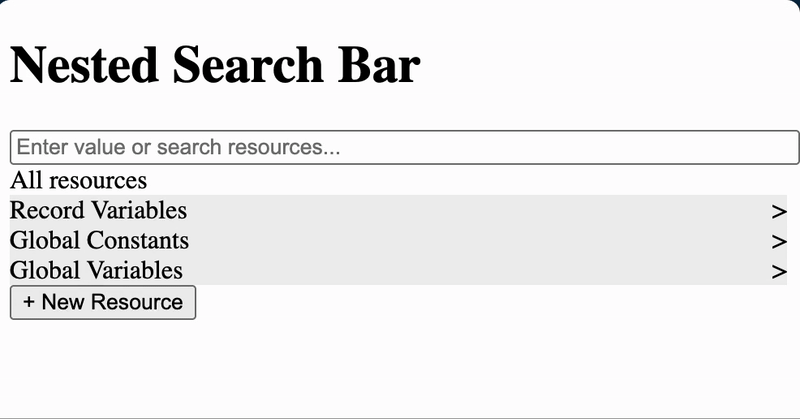 Nested Search Bar
Enter value or search resources...
All resources
Record Variables >
Global Constants >
Global Variables >
+ New Resource